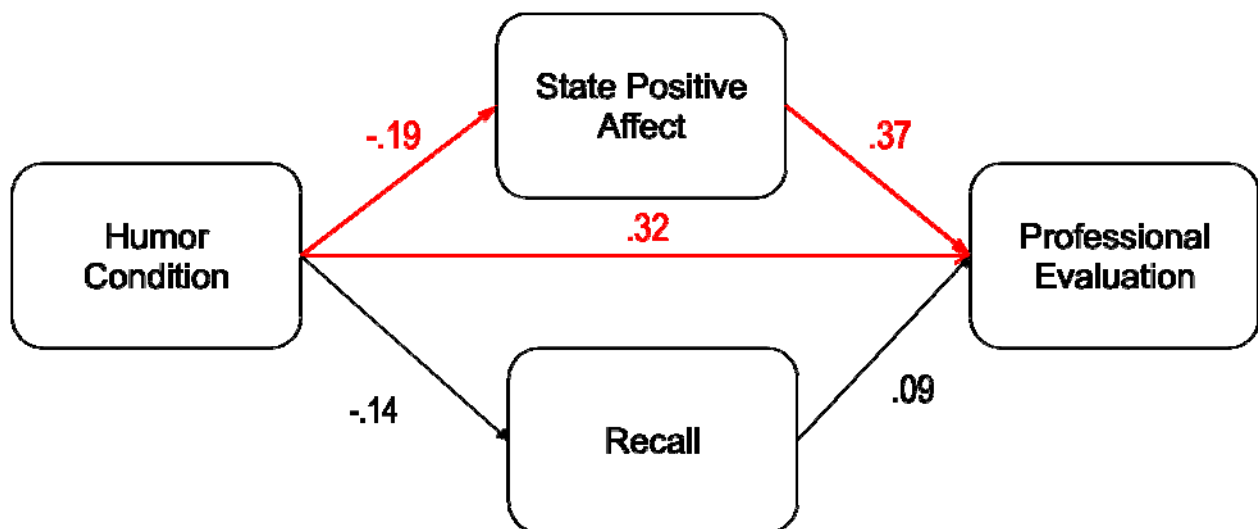 State Positive
Affect
-.19
.37
Humor
Condition
.32
Professional
Evaluation
-.14
.09
Recall